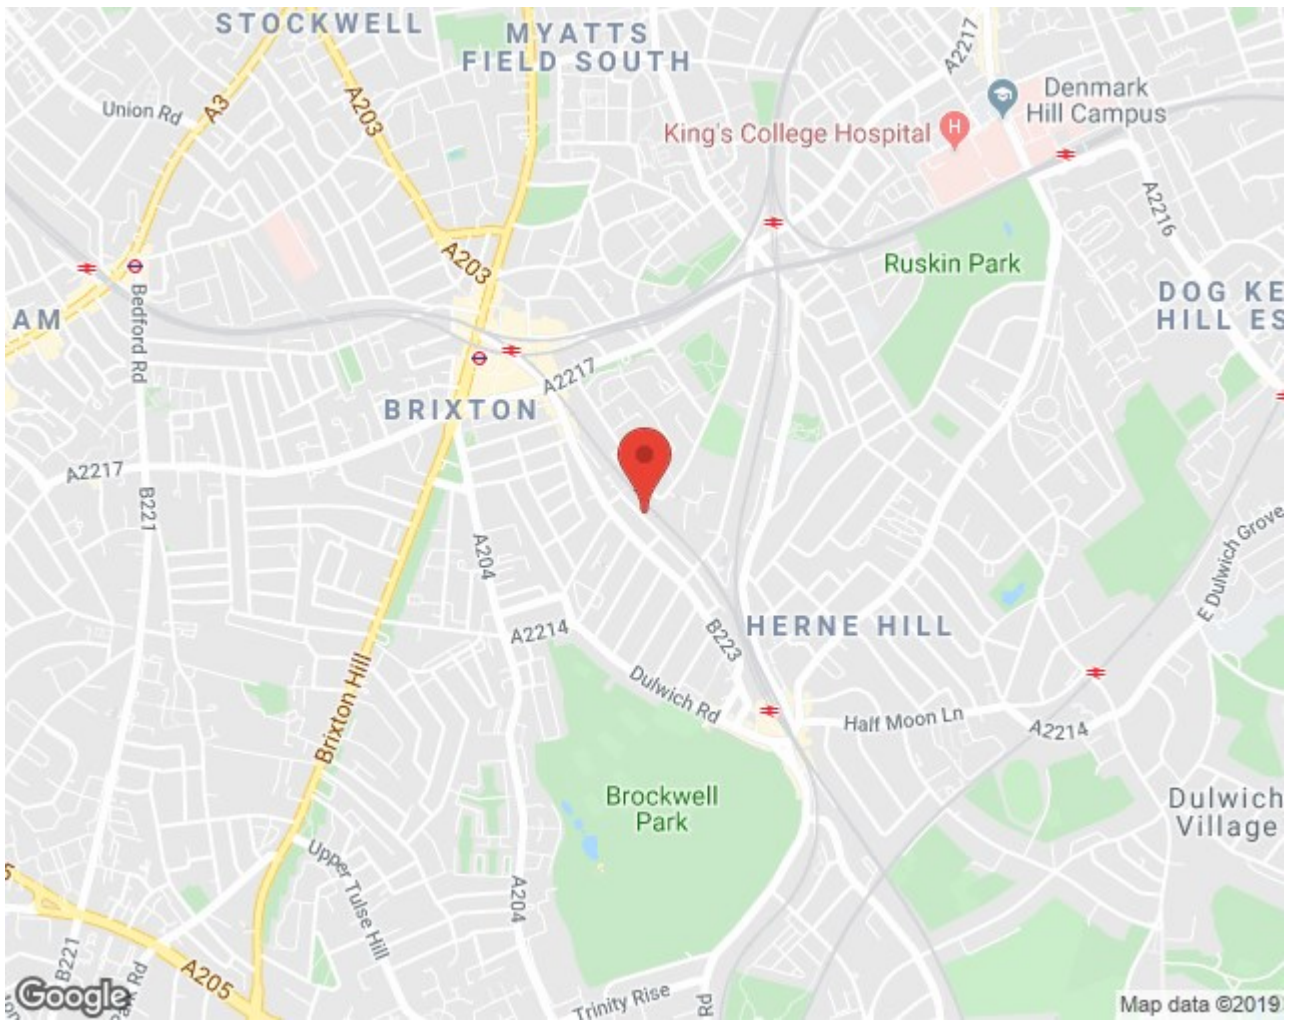 STOCKWELL
MYATTS
FIELD SOUTH
A2217
Denmark
Hill Campus
Union Rd
A3
A203
King's College Hospital
H
A2216
A203
Ruskin Park
Bedford Rd
DOG KE
HILL ES
AM
A2217
BRIXTON
A2217
B221
A204
E Dulwich Grove
A2214
B223
HERNE HILL
Brixton Hill
Dulwich Rd
Half Moon Ln
A2214
Brockwell
Park
Dulwich
Village
Upper Tulse Hill
5
A204
B221
A205
Rd
Trinity Rise
Rd
Google
Map data ©2019